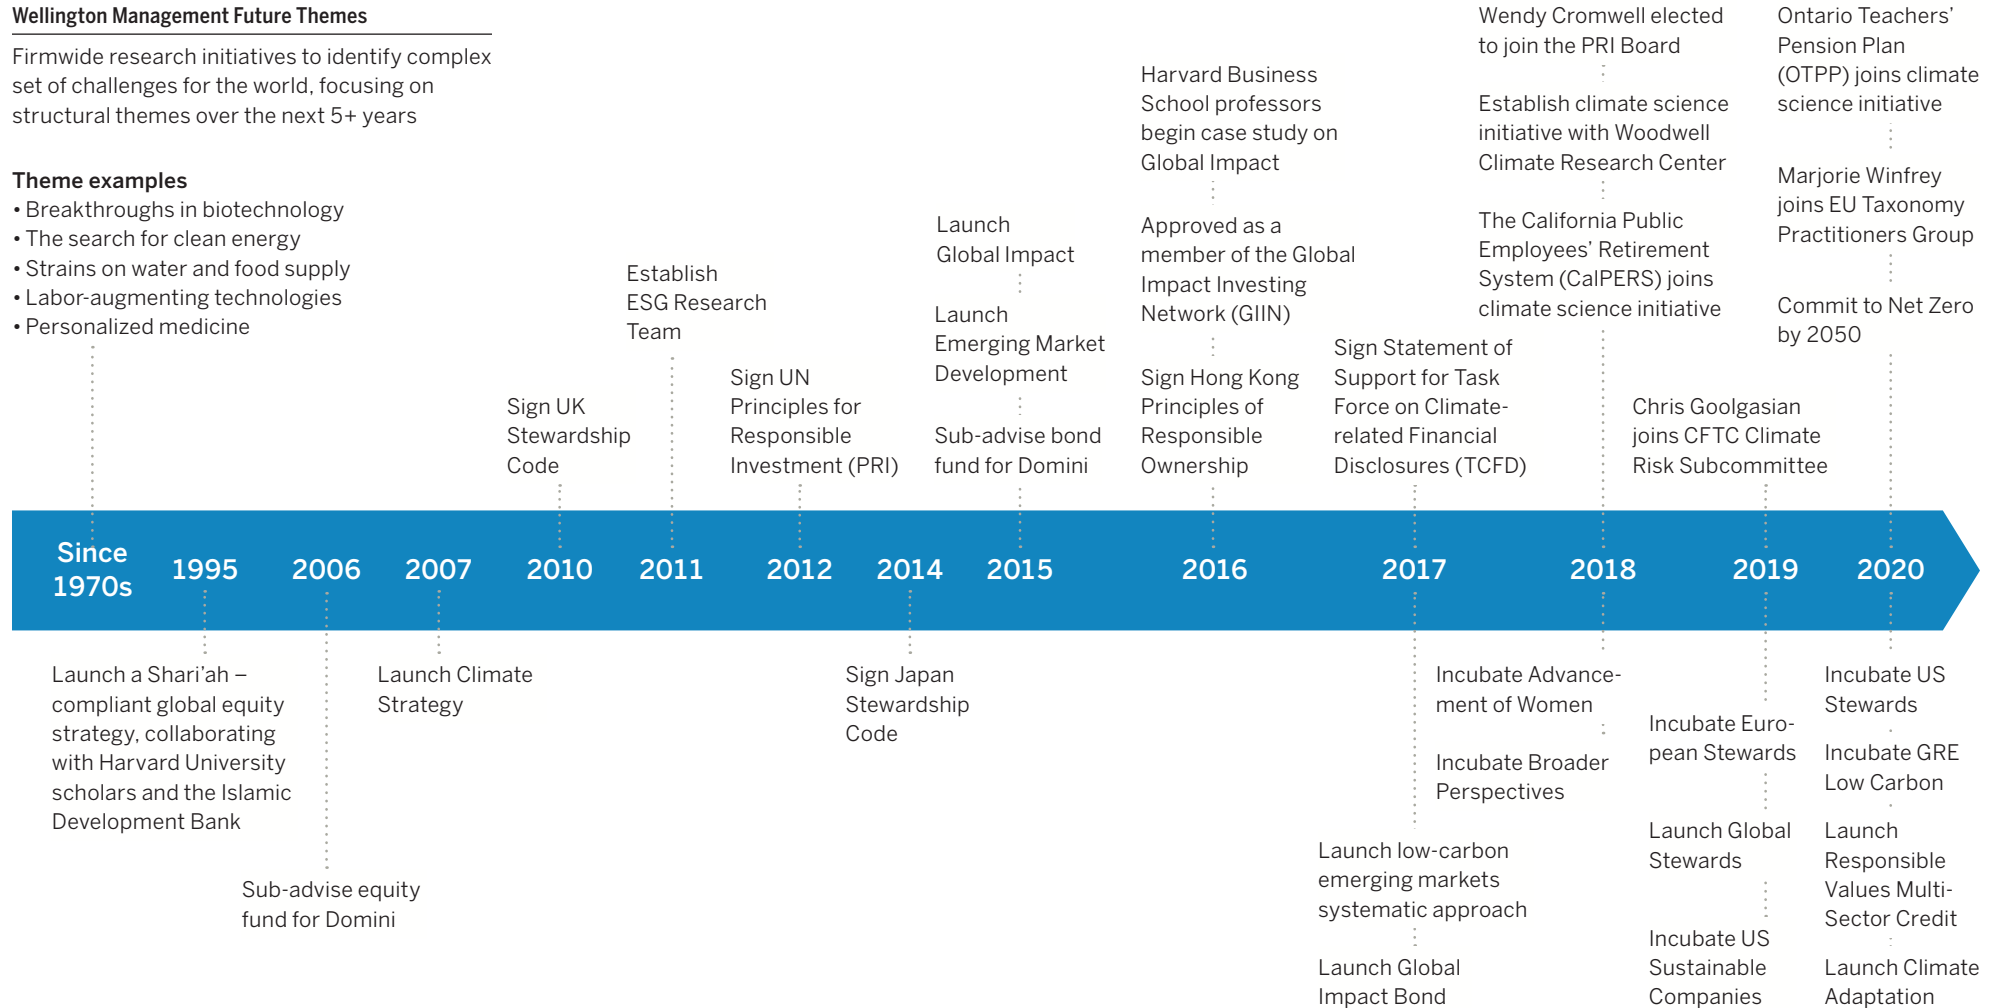 Wellington Management Future Themes
Firmwide research initiatives to identify complex
set of challenges for the world, focusing on
structural themes over the next 5+ years
Theme examples
• Breakthroughs in biotechnology
• The search for clean energy
• Strains on water and food supply
• Labor-augmenting technologies
• Personalized medicine
Sign UK
Stewardship
Code
Establish
ESG Research
Team
Sign UN
Principles for
Responsible
Investment (PRI)
Launch
Global Impact
Launch
Emerging Market
Development
Sub-advise bond
fund for Domini
Harvard Business
School professors
begin case study on
Global Impact
Approved as a
member of the Global
Impact Investing
Network (GIIN)
Sign Hong Kong
Principles of
Responsible
Ownership
Sign Statement of
Support for Task
Force on Climate-
related Financial
Disclosures (TCFD)
Wendy Cromwell elected
to join the PRI Board
Establish climate science
initiative with Woodwell
Climate Research Center
The California Public
Employees’ Retirement
System (CalPERS) joins
climate science initiative
Chris Goolgasian
joins CFTC Climate
Risk Subcommittee
Ontario Teachers’
Pension Plan
(OTPP) joins climate
science initiative
Marjorie Winfrey
joins EU Taxonomy
Practitioners Group
Commit to Net Zero
by 2050
Since
1970s
1995
2006
2007
2010
2011
2012
2014
2015
2016
2017
2018
2019
2020
Launch a Shari’ah –
compliant global equity
strategy, collaborating
with Harvard University
scholars and the Islamic
Development Bank
Sub-advise equity
fund for Domini
Launch Climate
Strategy
Sign Japan
Stewardship
Code
Launch low-carbon
emerging markets
systematic approach
Launch Global
Impact Bond
Incubate Advance-
ment of Women
Incubate Broader
Perspectives
Incubate Euro-
pean Stewards
Launch Global
Stewards
Incubate US
Sustainable
Companies
Incubate US
Stewards
Incubate GRE
Low Carbon
Launch
Responsible
Values Multi-
Sector Credit
Launch Climate
Adaptation